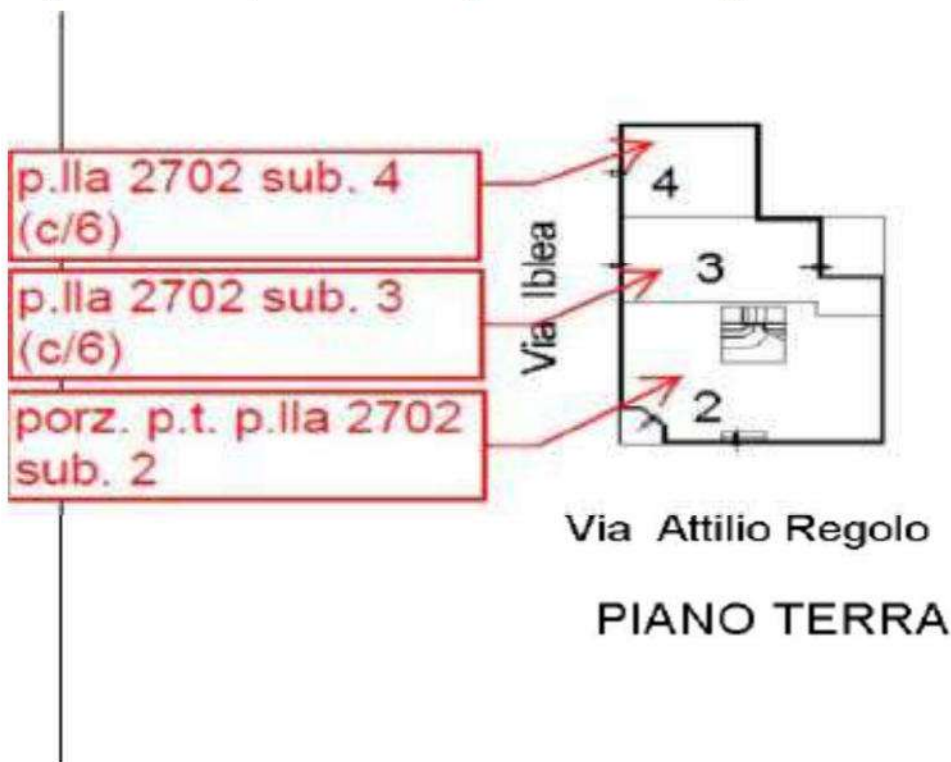 p.lla 2702 sub. 4
(c/6)
p.lla 2702 sub. 3
(c/6)
porz. p.t. p.lla 2702
sub. 2
Via Iblea
4
3
2
Via Attilio Regolo
PIANO TERRA